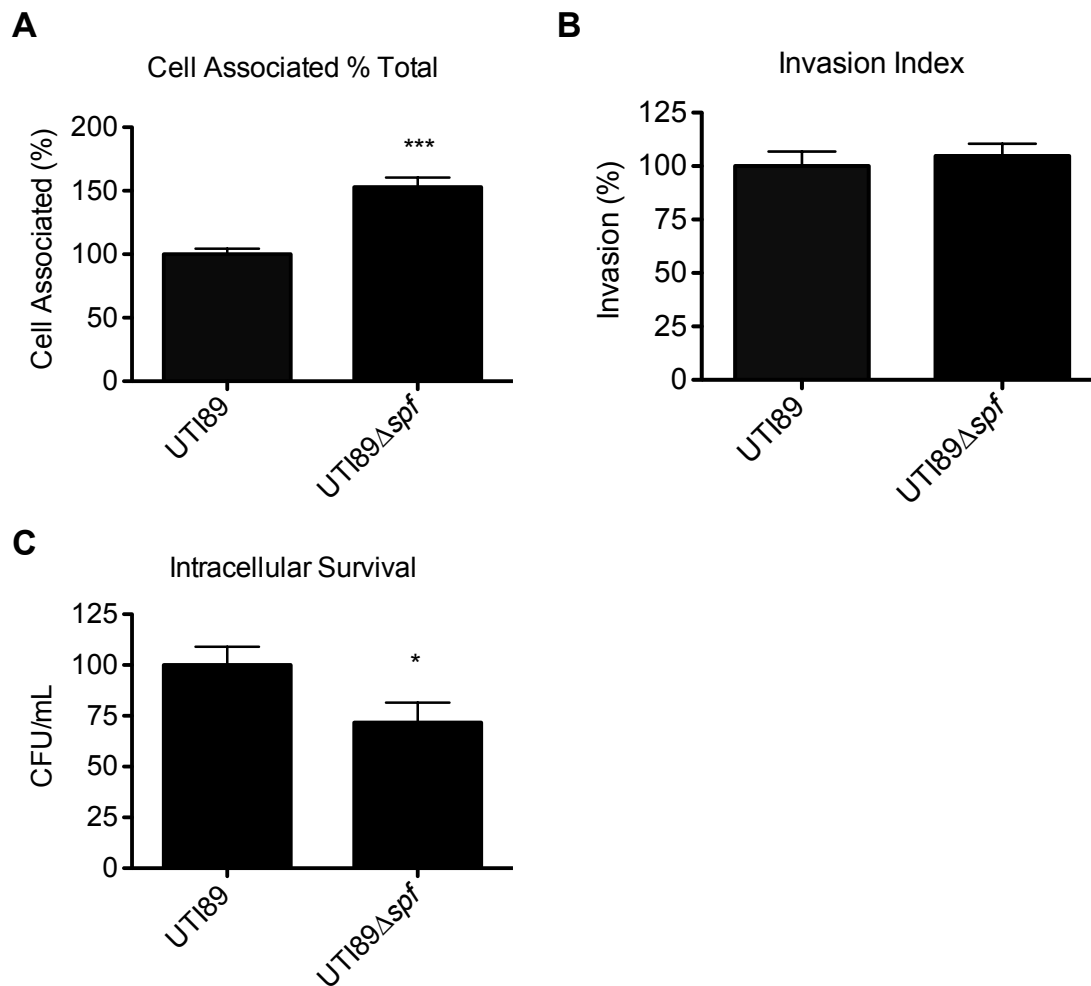 A
Cell Associated % Total
Cell Associated (%)
200
150
100
50
0
***
UTI89
UTI89Δspf
B
Invasion Index
Invasion (%)
125
100
75
50
25
0
UTI89
UTI89Δspf
C
Intracellular Survival
CFU/mL
125
100
75
50
25
0
*
UTI89
UTI89Δspf